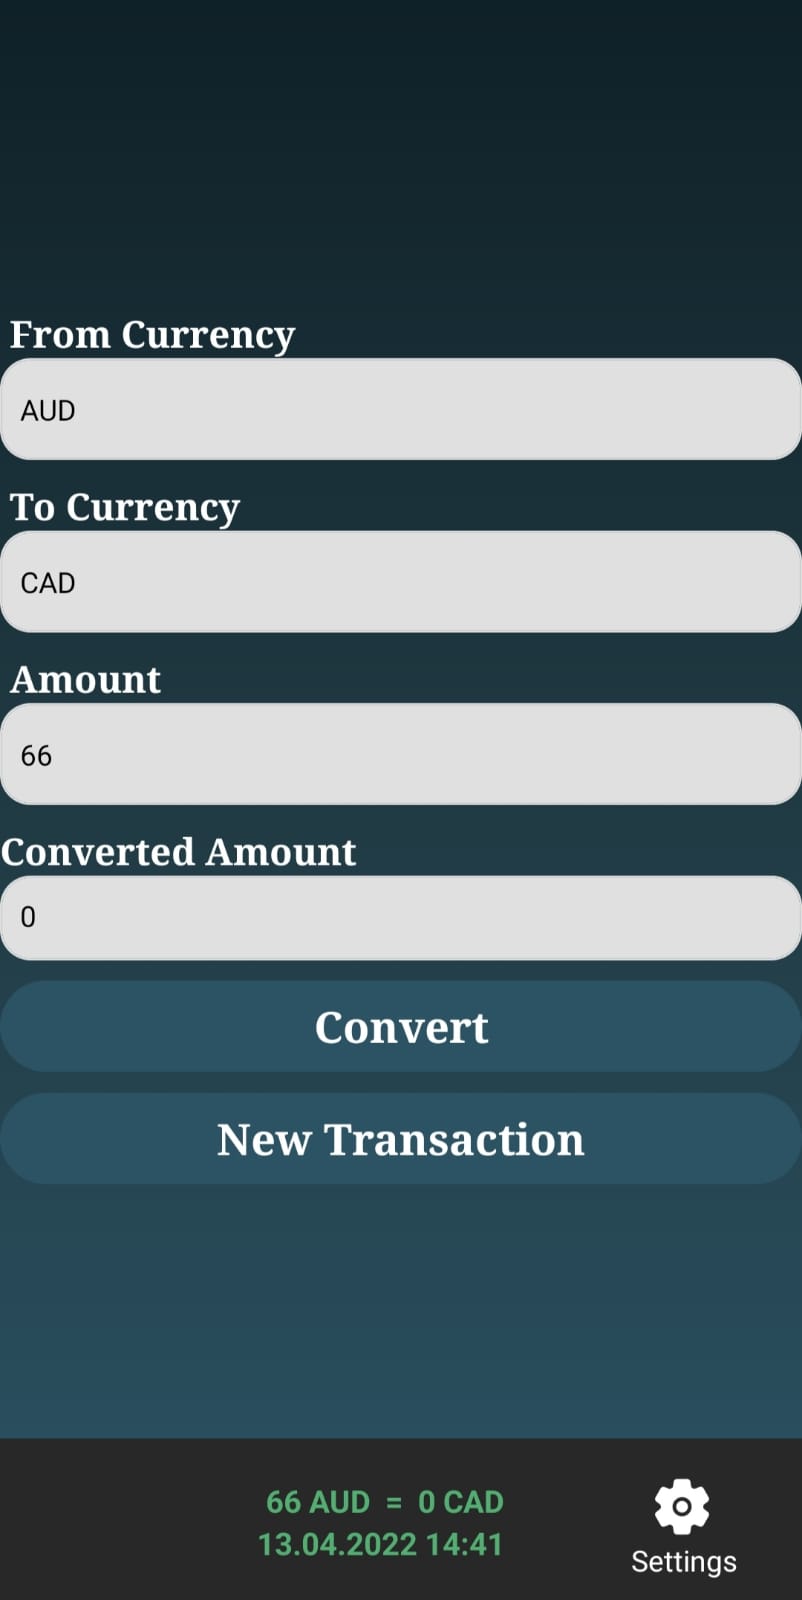 From Currency
AUD
To Currency
CAD
Amount
66
Converted Amount
0
Convert
New Transaction
66 AUD = 0 CAD
13.04.2022 14:41
Settings